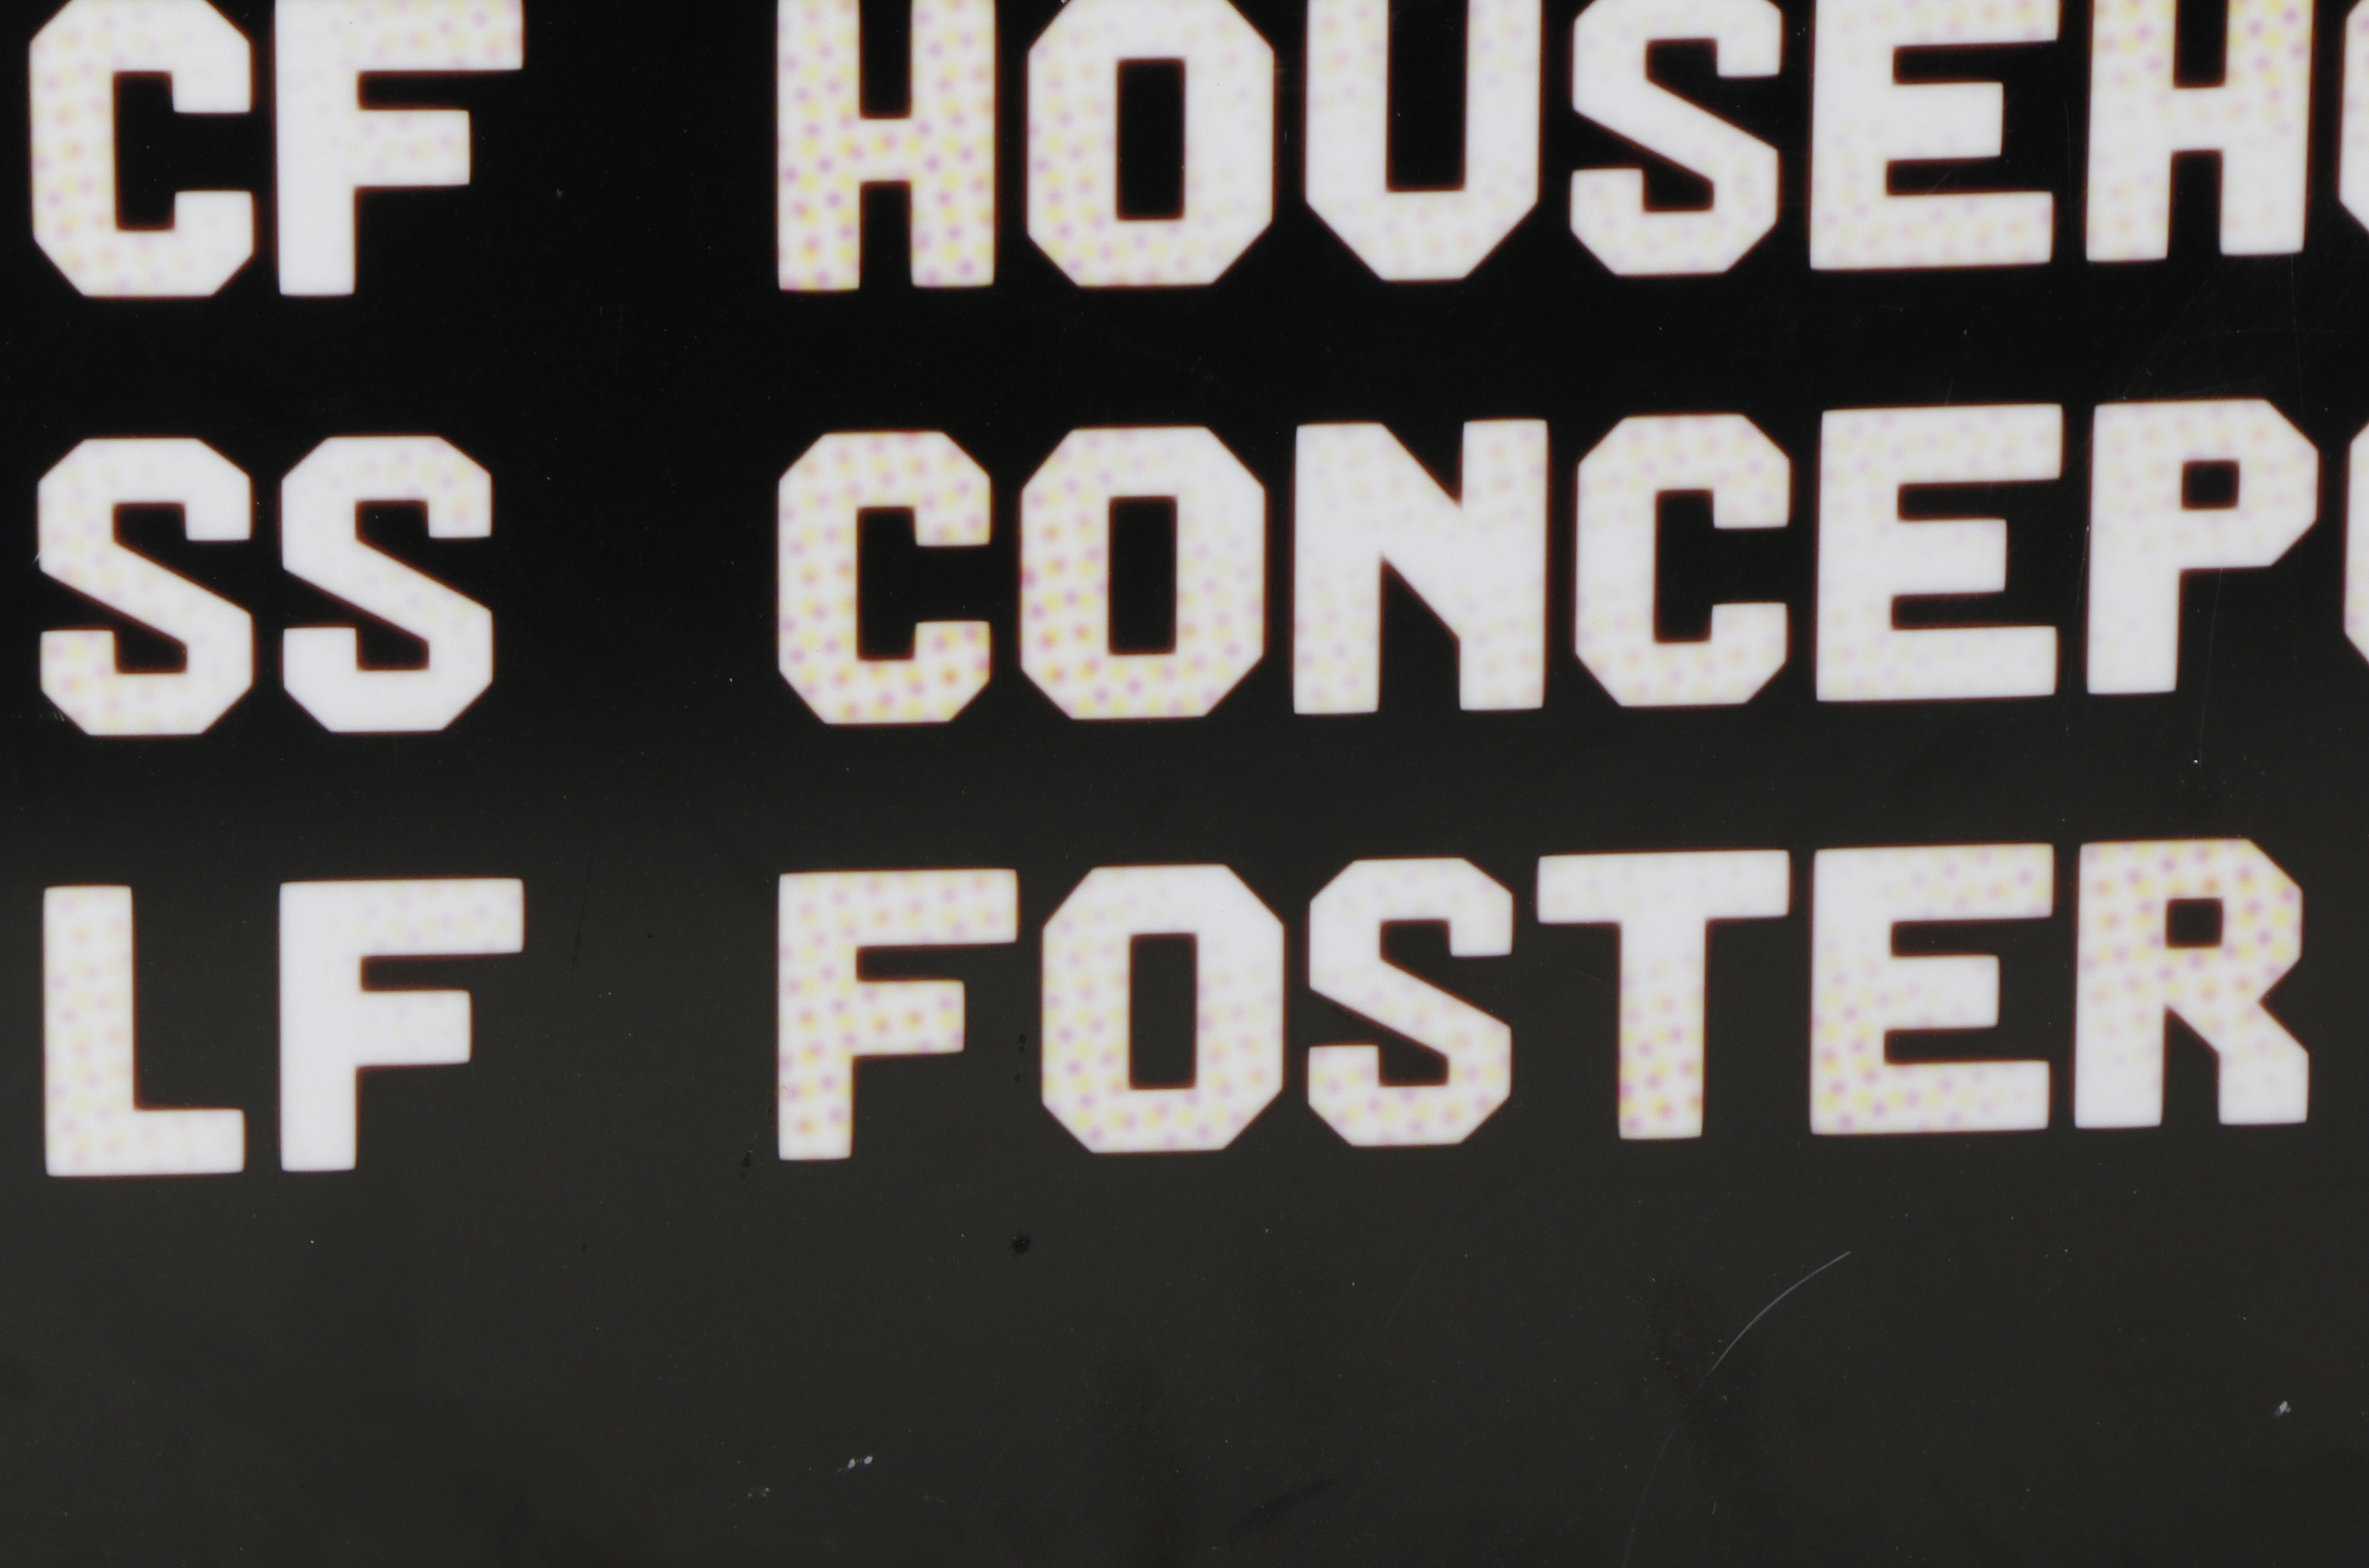 CF HOUSEH
SS CONCEP
LF FOSTER